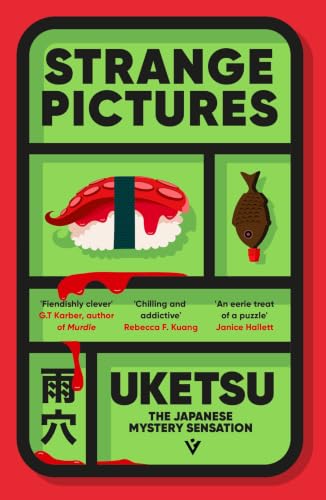 STRANGE
PICTURES
'Fiendishly clever'
G.T Karber, author
of Murdle
'Chilling and
addictive'
Rebecca F. Kuang
'An eerie treat
of a puzzle'
Janice Hallett
雨穴
UKETSU
THE JAPANESE
MYSTERY SENSATION